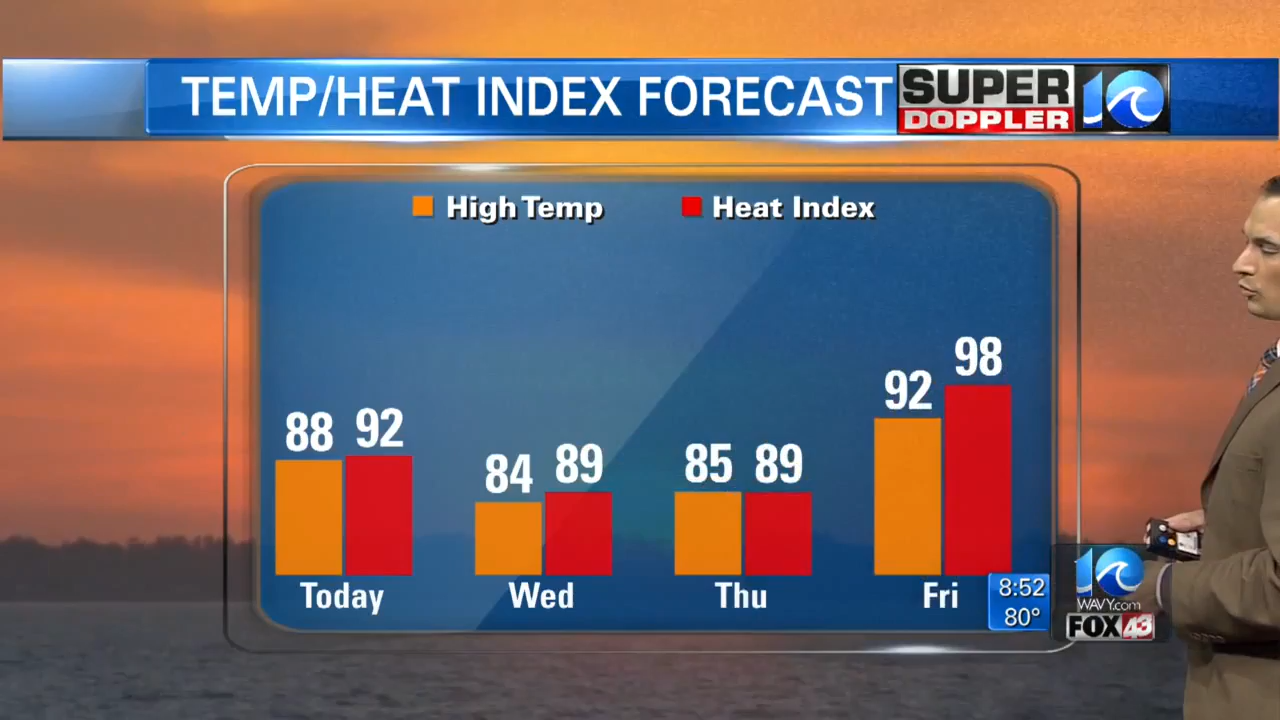 TEMP/HEAT INDEX FORECAST
SUPER
DOPPLER
10
High Temp
Heat Index
88
92
84
89
85
89
92
98
Today
Wed
Thu
Fri
8:52
80°
10
WAVY.com
FOX 43